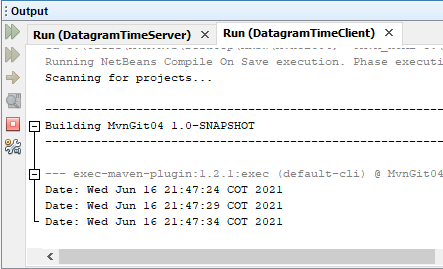 Output
Run (DatagramTimeServer) Run (DatagramTimeClient)
Running NetBeans Compile On Save execution. Phase executi
Scanning for projects...
------------------------------------------------------------
Building MvnGit04 1.0-SNAPSHOT
------------------------------------------------------------
--- exec-maven-plugin:1.2.1:exec (default-cli) @ MvnGit04
Date: Wed Jun 16 21:47:24 COT 2021
Date: Wed Jun 16 21:47:29 COT 2021
Date: Wed Jun 16 21:47:34 COT 2021